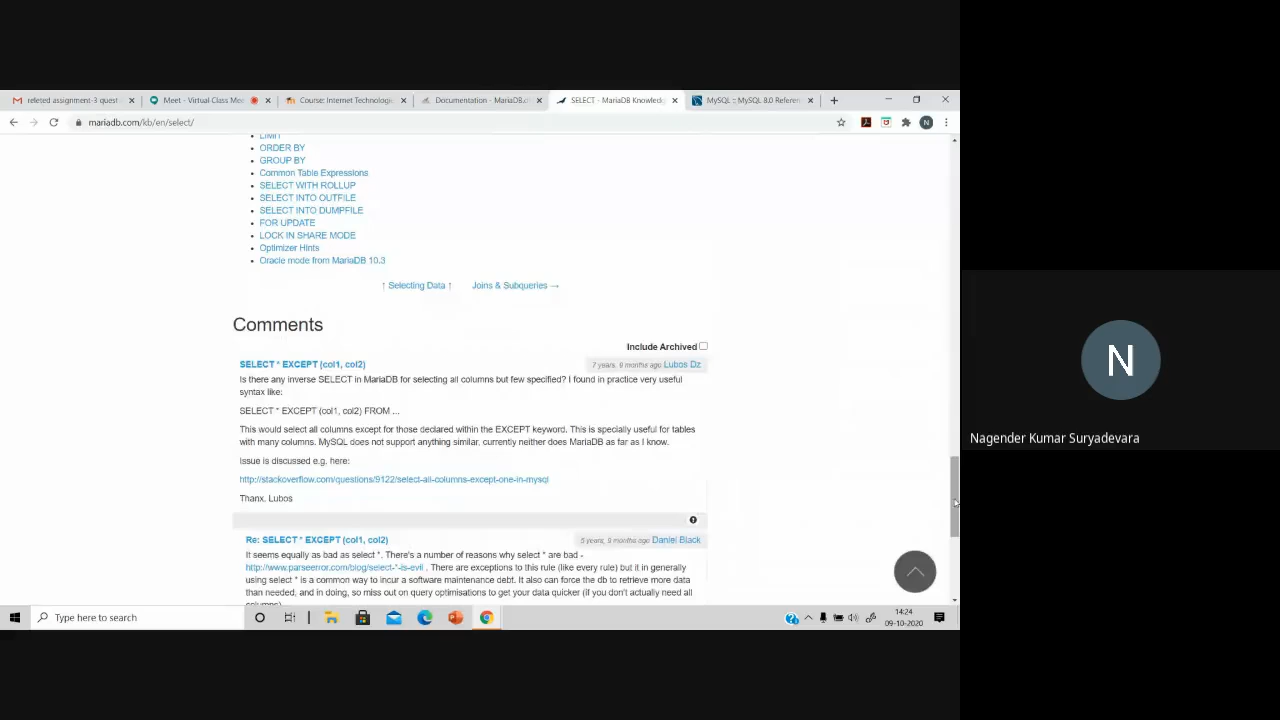 releted assignment-3 quest
Meet - Virtual Class Mee
Course: Internet Technologie
Documentation - MariaDB.o
SELECT - MariaDB Knowledg
MySQL :: MySQL 8.0 Referen
mariadb.com/kb/en/select/
LIMIT
ORDER BY
GROUP BY
Common Table Expressions
SELECT WITH ROLLUP
SELECT INTO OUTFILE
SELECT INTO DUMPFILE
FOR UPDATE
LOCK IN SHARE MODE
Optimizer Hints
Oracle mode from MariaDB 10.3
↑ Selecting Data ↑ Joins & Subqueries →
Comments
Include Archived
SELECT * EXCEPT (col1, col2) 7 years, 9 months ago Lubos Dz
Is there any inverse SELECT in MariaDB for selecting all columns but few specified? I found in practice very useful
syntax like:
SELECT * EXCEPT (col1, col2) FROM ...
This would select all columns except for those declared within the EXCEPT keyword. This is specially useful for tables
with many columns. MySQL does not support anything similar, currently neither does MariaDB as far as I know.
Issue is discussed e.g. here:
http://stackoverflow.com/questions/9122/select-all-columns-except-one-in-mysql
Thanx, Lubos
Re: SELECT * EXCEPT (col1, col2) 5 years, 9 months ago Daniel Black
It seems equally as bad as select *. There's a number of reasons why select * are bad -
http://www.parseerror.com/blog/select-*-is-evil . There are exceptions to this rule (like every rule) but it in generally
using select * is a common way to incur a software maintenance debt. It also can force the db to retrieve more data
than needed, and in doing, so miss out on query optimisations to get your data quicker (if you don't actually need all
columns)
Type here to search
14:24
09-10-2020
N
Nagender Kumar Suryadevara